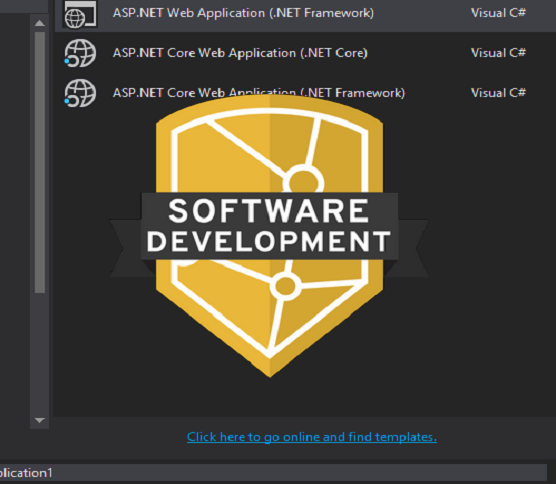 ASP.NET Web Application (.NET Framework) Visual C#
ASP.NET Core Web Application (.NET Core) Visual C#
ASP.NET Core Web Application (.NET Framework) Visual C#
SOFTWARE
DEVELOPMENT
Click here to go online and find templates.
plication1